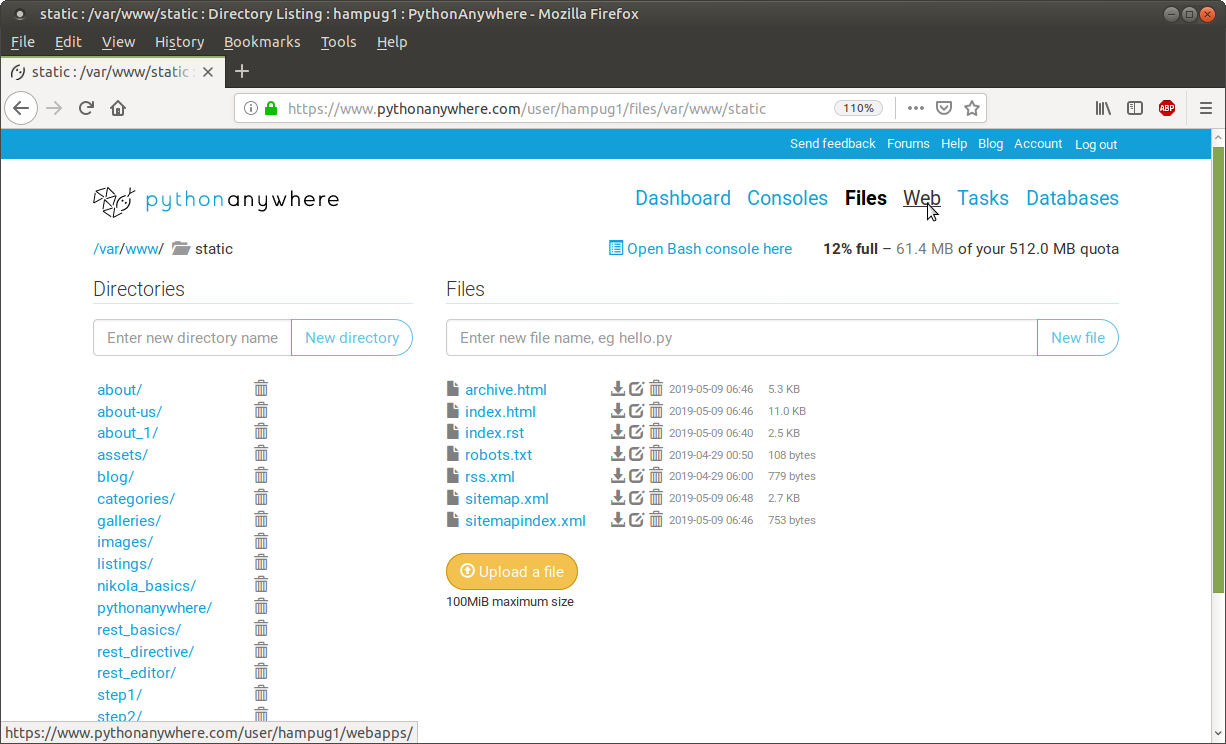 static : /var/www/static : Directory Listing : hampug1 : PythonAnywhere - Mozilla Firefox
File Edit View History Bookmarks Tools Help
static : /var/www/static :
https://www.pythonanywhere.com/user/hampug1/files/var/www/static 110% ABP
Send feedback Forums Help Blog Account Log out
pythonanywhere Dashboard Consoles Files Web Tasks Databases
/var/www/ static Open Bash console here 12% full – 61.4 MB of your 512.0 MB quota
Directories Files
Enter new directory name New directory Enter new file name, eg hello.py New file
about/ archive.html 2019-05-09 06:46 5.3 KB
about-us/ index.html 2019-05-09 06:46 11.0 KB
about_1/ index.rst 2019-05-09 06:40 2.5 KB
assets/ robots.txt 2019-04-29 00:50 108 bytes
blog/ rss.xml 2019-04-29 06:00 779 bytes
categories/ sitemap.xml 2019-05-09 06:48 2.7 KB
galleries/ sitemapindex.xml 2019-05-09 06:46 753 bytes
images/
listings/
Upload a file
nikola_basics/
100MiB maximum size
pythonanywhere/
rest_basics/
rest_directive/
rest_editor/
step1/
step2/
https://www.pythonanywhere.com/user/hampug1/webapps/